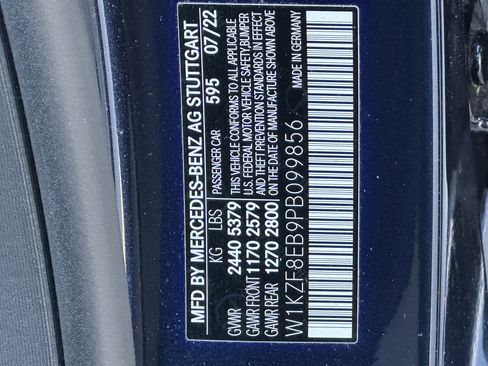 MFD BY MERCEDES-BENZ AG STUTTGART
PASSENGER CAR 595 07/22
KG LBS
GVWR 2440 5379
GAWR FRONT 1170 2579
GAWR REAR 1270 2800
THIS VEHICLE CONFORMS TO ALL APPLICABLE
U.S. FEDERAL MOTOR VEHICLE SAFETY, BUMPER
AND THEFT PREVENTION STANDARDS IN EFFECT
ON THE DATE OF MANUFACTURE SHOWN ABOVE
W1KZF8EB9PB099856
MADE IN GERMANY